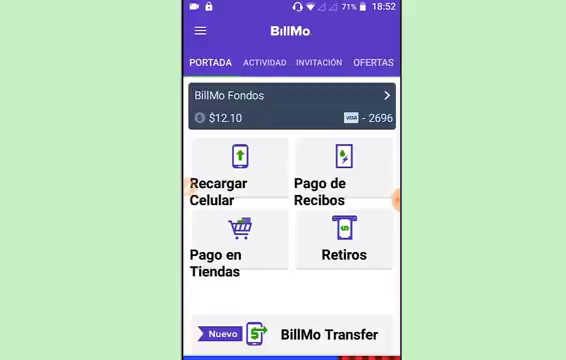 71% 18:52
BillMo
PORTADA ACTIVIDAD INVITACIÓN OFERTAS
BillMo Fondos
$12.10 VISA - 2696
Recargar
Celular
Pago de
Recibos
Pago en
Tiendas
Retiros
Nuevo BillMo Transfer